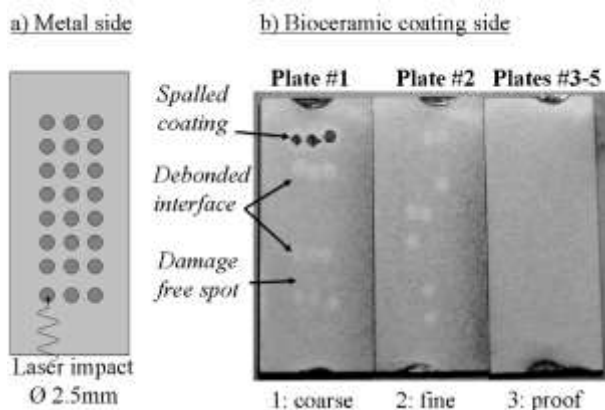 a) Metal side
b) Bioceramic coating side
Plate #1
Plate #2
Plates #3-5
Spalled
coating
Debonded
interface
Damage
free spot
Laser impact
Ø 2.5mm
1: coarse
2: fine
3: proof